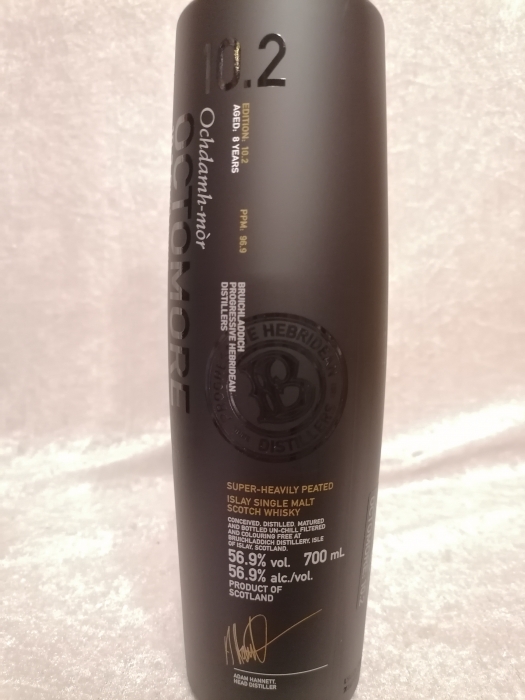 10.2
EDITION: 10.2
AGED: 8 YEARS
PPM: 96.9
Ochdamh-mòr
OCTOMORE
BRUICHLADDICH
PROGRESSIVE HEBRIDEAN
DISTILLERS
SUPER-HEAVILY PEATED
ISLAY SINGLE MALT
SCOTCH WHISKY
CONCEIVED, DISTILLED, MATURED
AND BOTTLED UN-CHILL FILTERED
AND COLOURING FREE AT
BRUICHLADDICH DISTILLERY, ISLE
OF ISLAY, SCOTLAND.
56.9% vol. 700 mL
56.9% alc./vol.
PRODUCT OF
SCOTLAND
ADAM HANNETT,
HEAD DISTILLER